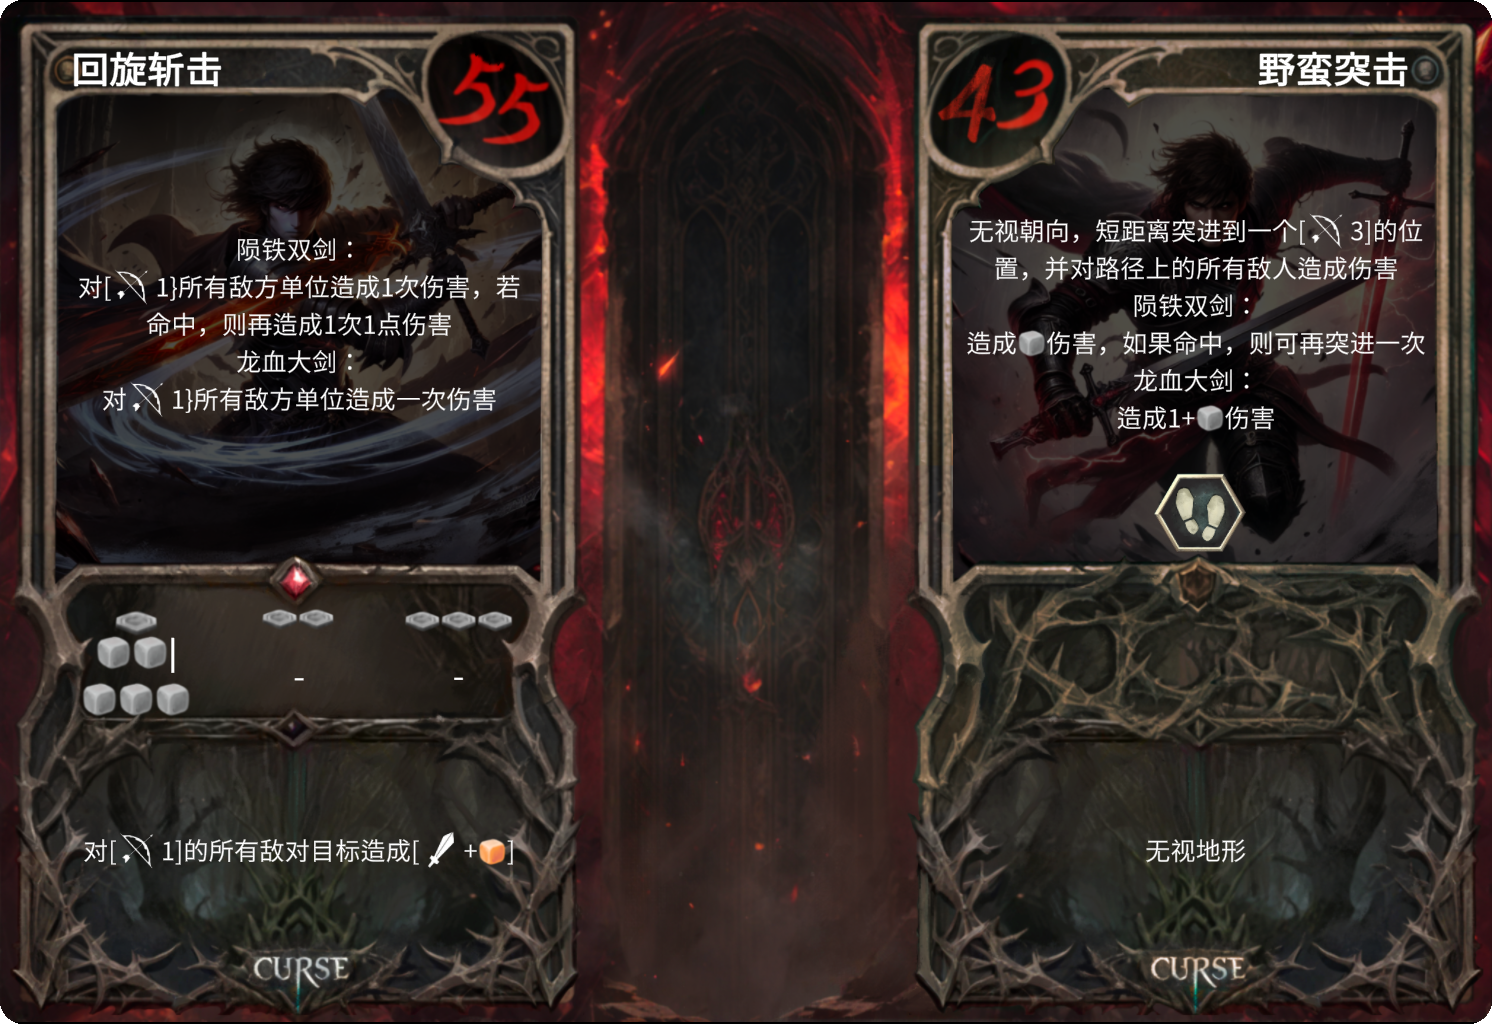 回旋斩击
55
陨铁双剑：
对[ 1}所有敌方单位造成1次伤害，若
命中，则再造成1次1点伤害
龙血大剑：
对 1}所有敌方单位造成一次伤害
|
-
-
对[ 1]的所有敌对目标造成[ + ]
CURSE
43
野蛮突击
无视朝向，短距离突进到一个[ 3]的位
置，并对路径上的所有敌人造成伤害
陨铁双剑：
造成 伤害，如果命中，则可再突进一次
龙血大剑：
造成1+ 伤害
无视地形
CURSE